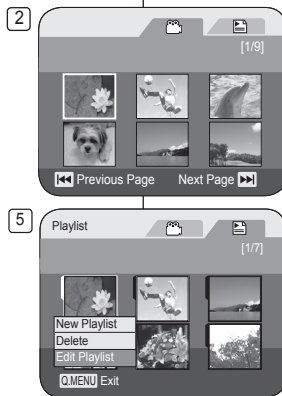 2
[1/9]
Previous Page Next Page
5
Playlist
[1/7]
New Playlist
Delete
Edit Playlist
Q.MENU Exit